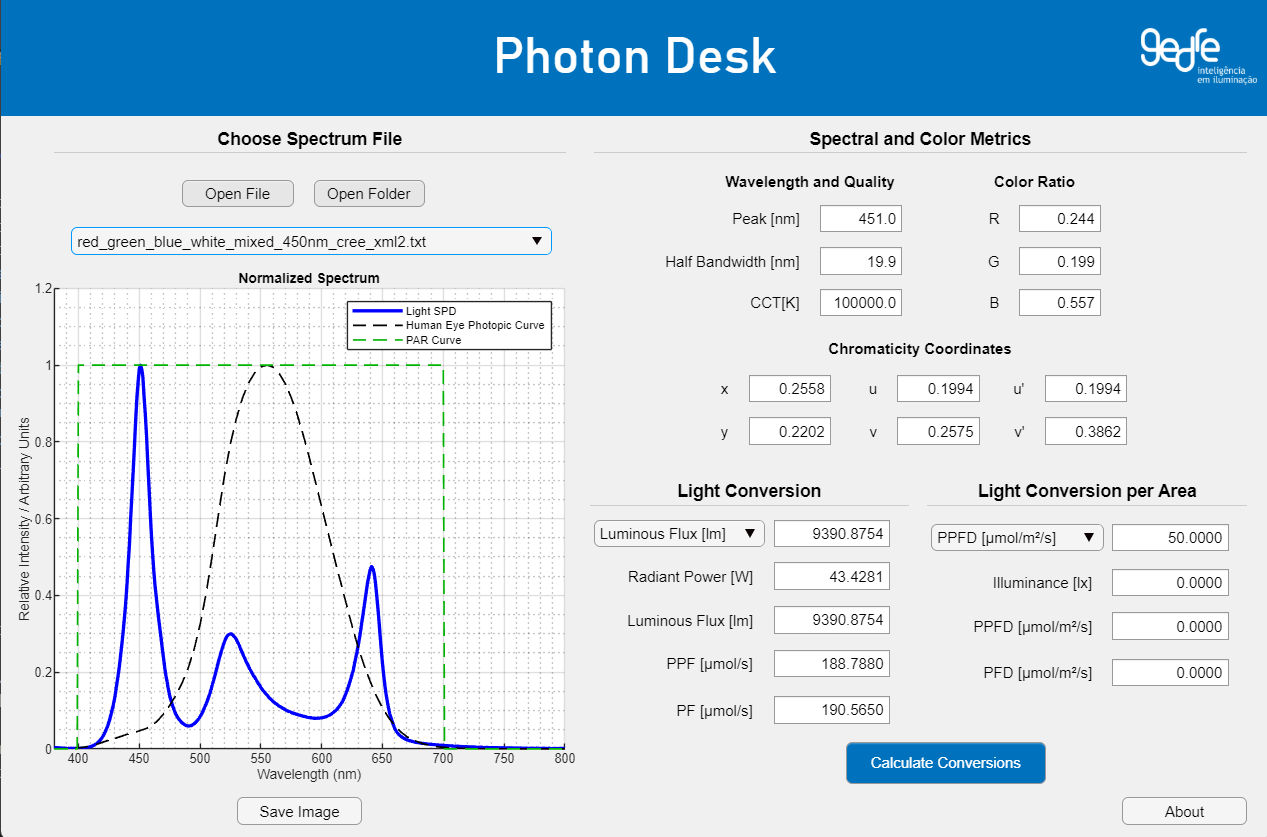 Photon Desk
gedre
inteligência
em iluminação
Choose Spectrum File
Open File
Open Folder
red_green_blue_white_mixed_450nm_cree_xml2.txt
Normalized Spectrum
Light SPD
Human Eye Photopic Curve
PAR Curve
1.2
1
0.8
0.6
0.4
0.2
0
Relative Intensity / Arbitrary Units
400 450 500 550 600 650 700 750 800
Wavelength (nm)
Save Image
Spectral and Color Metrics
Wavelength and Quality
Color Ratio
Peak [nm] 451.0 R 0.244
Half Bandwidth [nm] 19.9 G 0.199
CCT[K] 100000.0 B 0.557
Chromaticity Coordinates
x 0.2558 u 0.1994 u' 0.1994
y 0.2202 v 0.2575 v' 0.3862
Light Conversion
Luminous Flux [lm] 9390.8754
Radiant Power [W] 43.4281
Luminous Flux [lm] 9390.8754
PPF [μmol/s] 188.7880
PF [μmol/s] 190.5650
Light Conversion per Area
PPFD [μmol/m²/s] 50.0000
Illuminance [lx] 0.0000
PPFD [μmol/m²/s] 0.0000
PFD [μmol/m²/s] 0.0000
Calculate Conversions
About